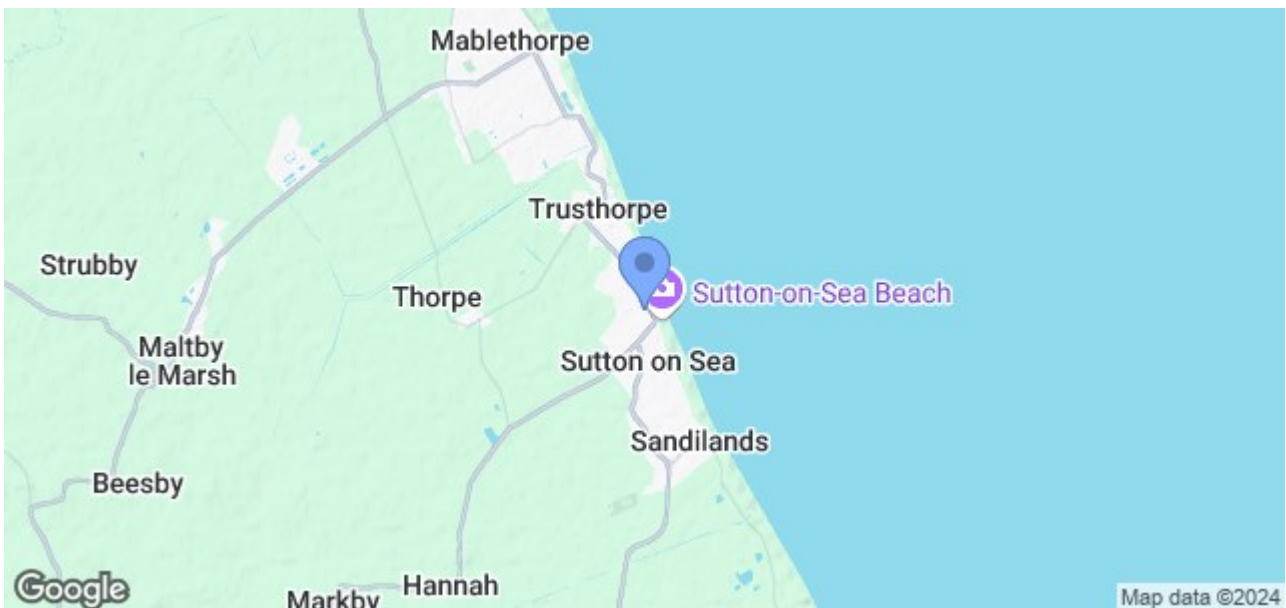 Mablethorpe
Trusthorpe
Strubby
Thorpe
Sutton-on-Sea Beach
Maltby
le Marsh
Sutton on Sea
Sandilands
Beesby
Hannah
Markby
Google
Map data ©2024